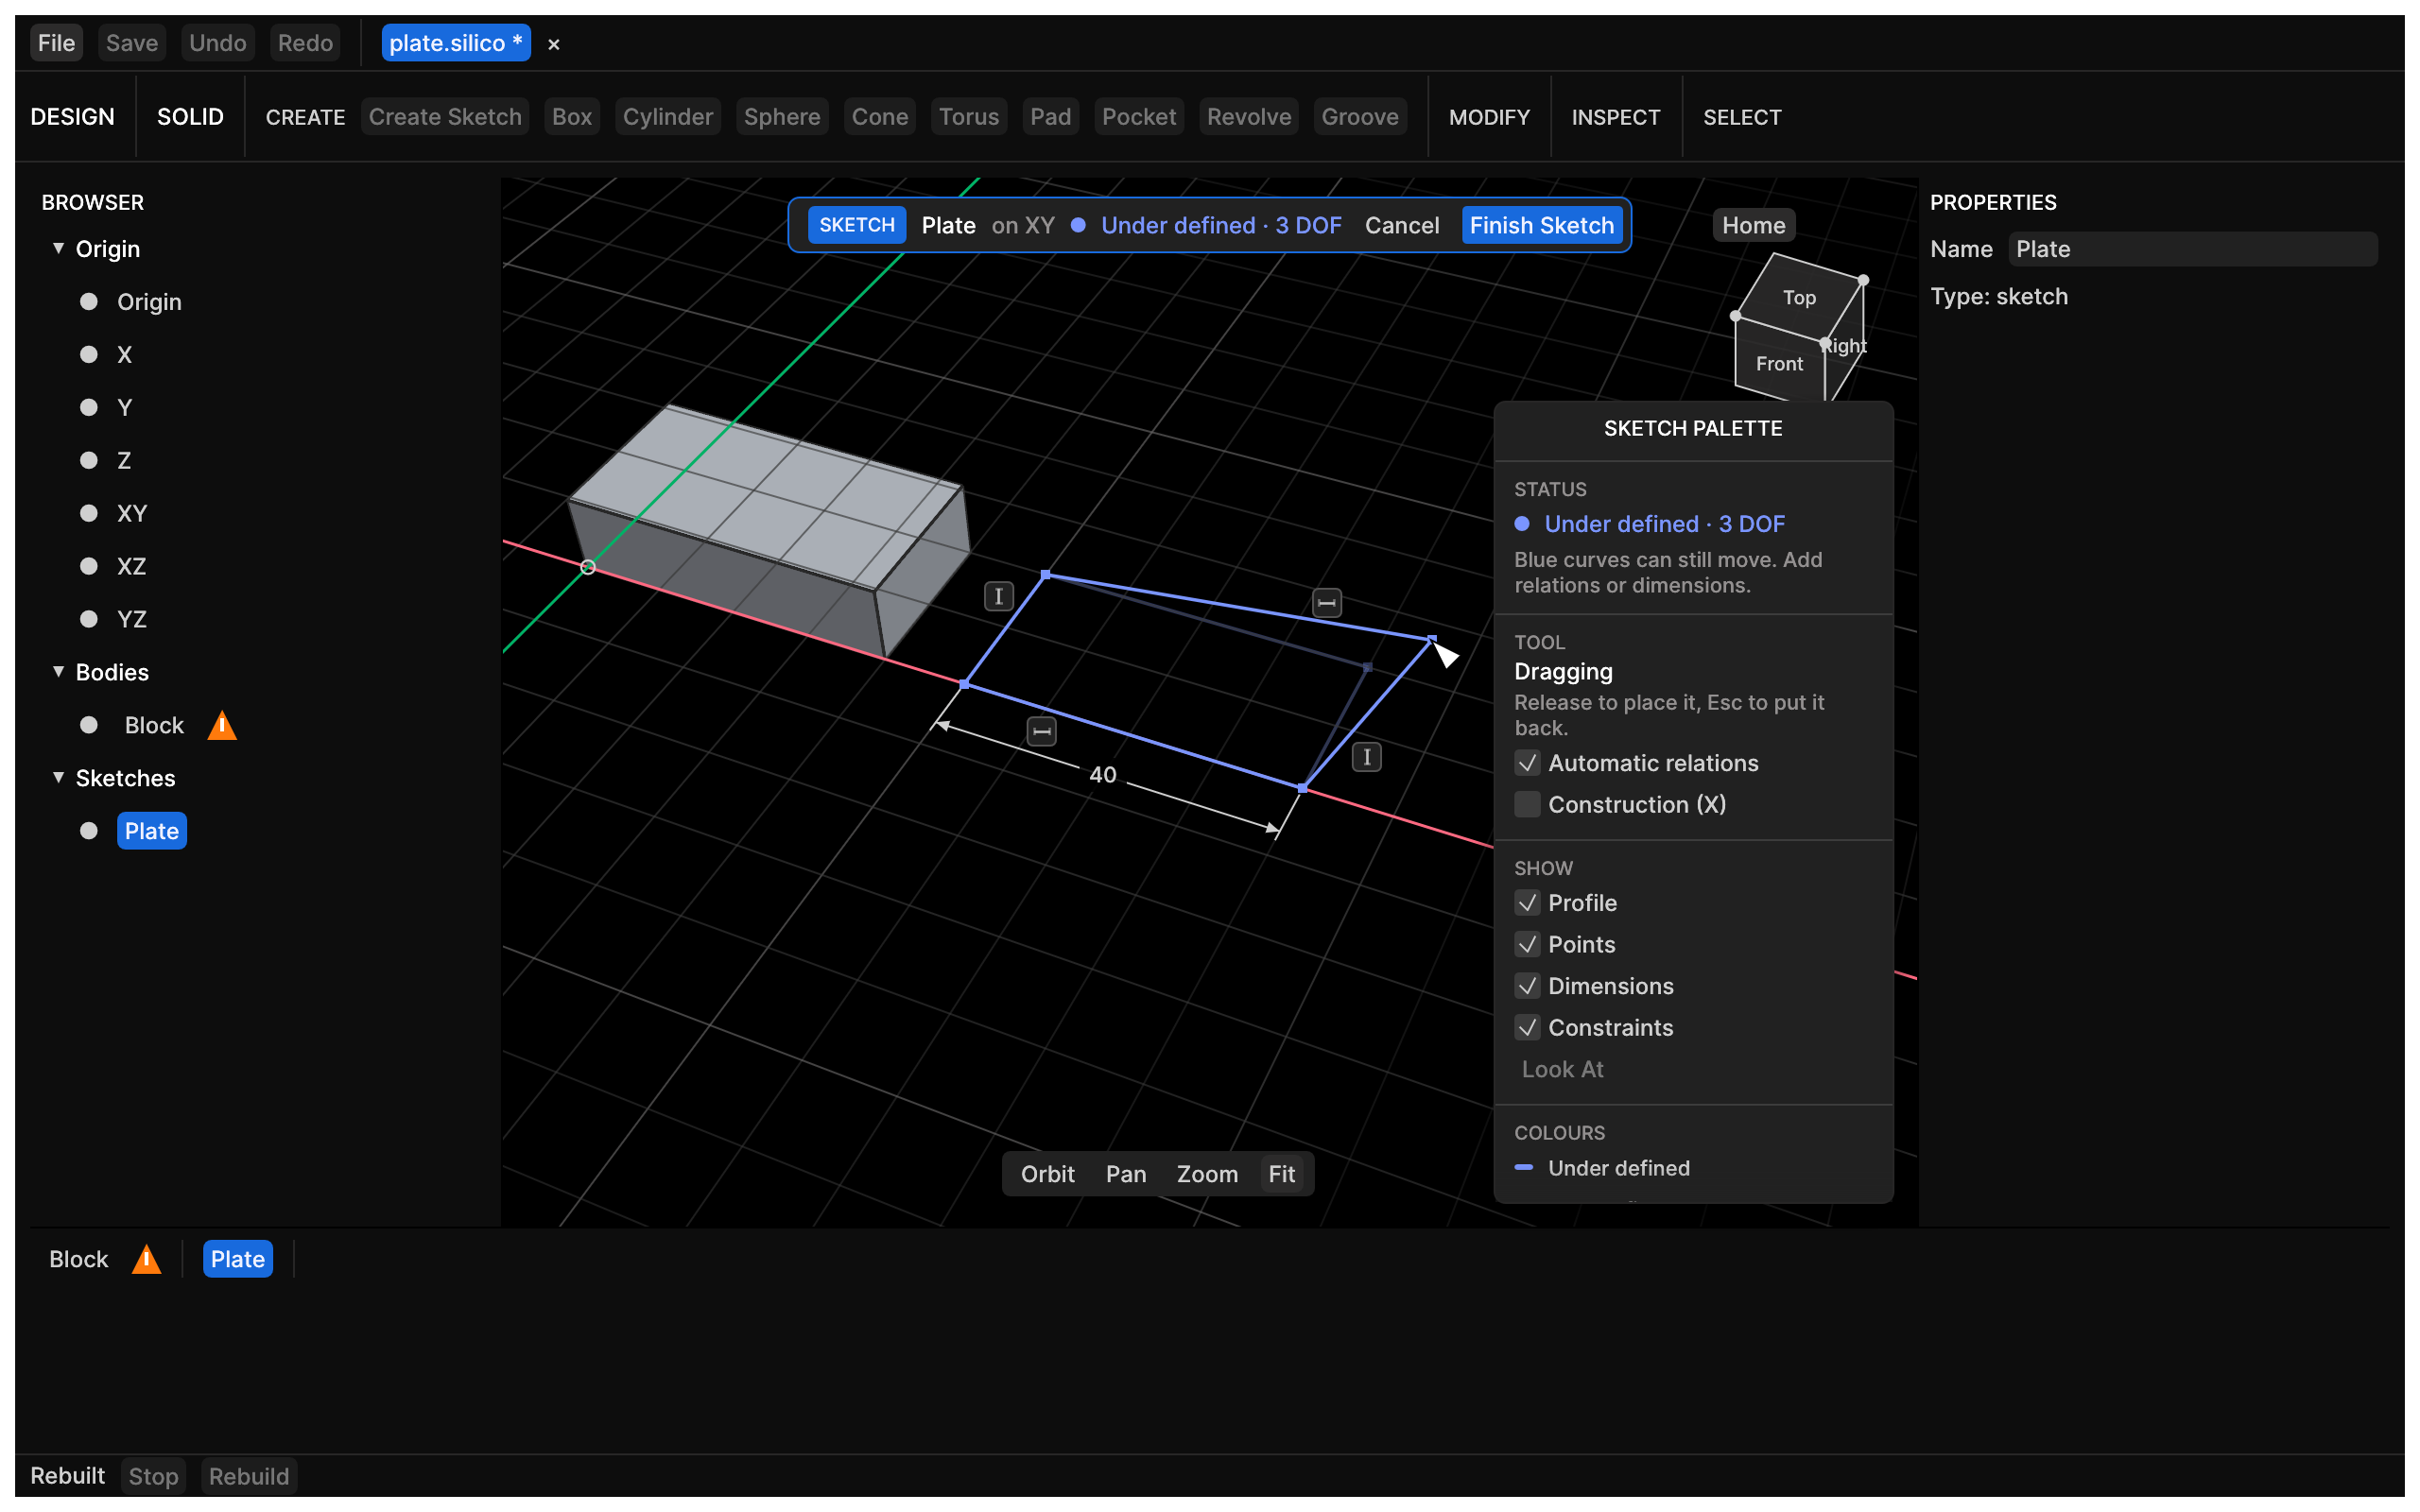 File Save Undo Redo plate.silico * ×
DESIGN SOLID CREATE Create Sketch Box Cylinder Sphere Cone Torus Pad Pocket Revolve Groove MODIFY INSPECT SELECT
BROWSER
Origin
Origin
X
Y
Z
XY
XZ
YZ
Bodies
Block
Sketches
Plate
SKETCH Plate on XY Under defined · 3 DOF Cancel Finish Sketch
Home
Top
Front
Right
40
SKETCH PALETTE
STATUS
Under defined · 3 DOF
Blue curves can still move. Add
relations or dimensions.
TOOL
Dragging
Release to place it, Esc to put it
back.
Automatic relations
Construction (X)
SHOW
Profile
Points
Dimensions
Constraints
Look At
COLOURS
Under defined
Orbit Pan Zoom Fit
PROPERTIES
Name Plate
Type: sketch
Block Plate
Rebuilt Stop Rebuild